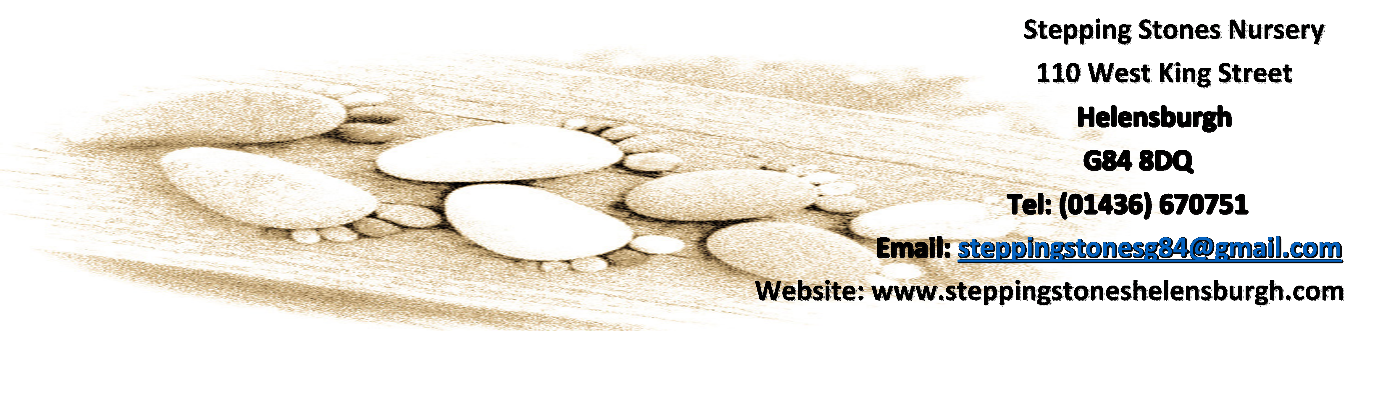 Stepping Stones Nursery
110 West King Street
Helensburgh
G84 8DQ
Tel: (01436) 670751
Email: steppingstonesg84@gmail.com
Website: www.steppingstoneshelensburgh.com